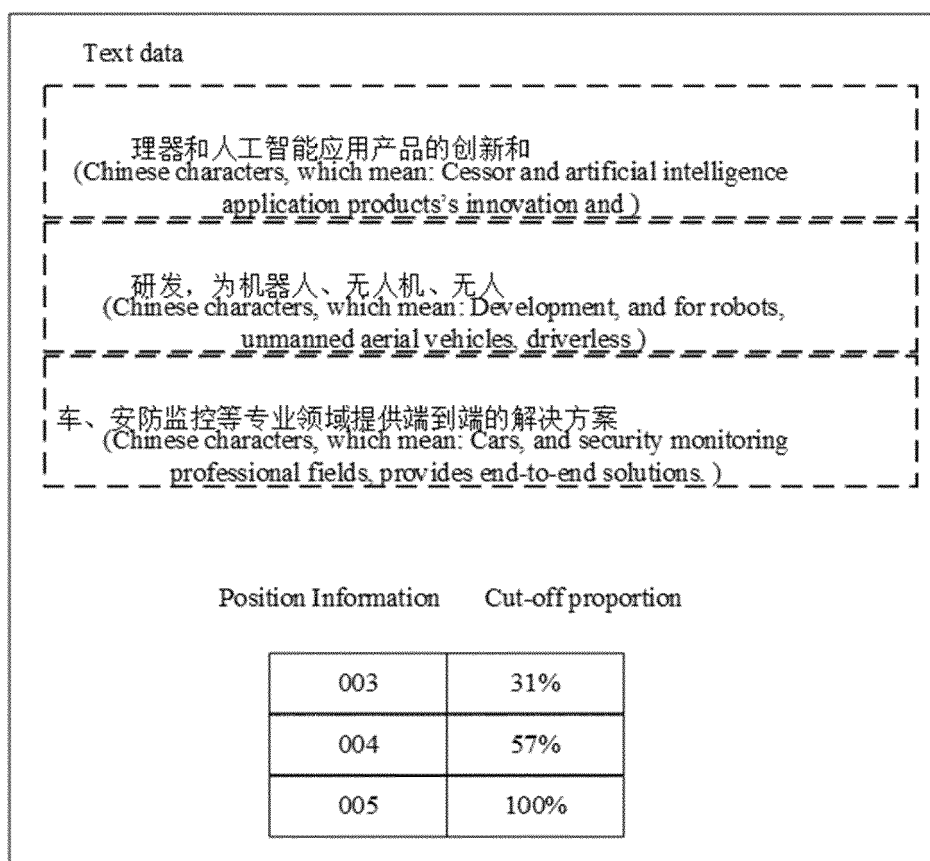 Text data
理器和人工智能应用产品的创新和
(Chinese characters, which mean: Cessor and artificial intelligence
application products's innovation and )
研发，为机器人、无人机、无人
(Chinese characters, which mean: Development, and for robots,
unmanned aerial vehicles, driverless )
车、安防监控等专业领域提供端到端的解决方案
(Chinese characters, which mean: Cars, and security monitoring
professional fields, provides end-to-end solutions. )
Position Information Cut-off proportion
003 31%
004 57%
005 100%